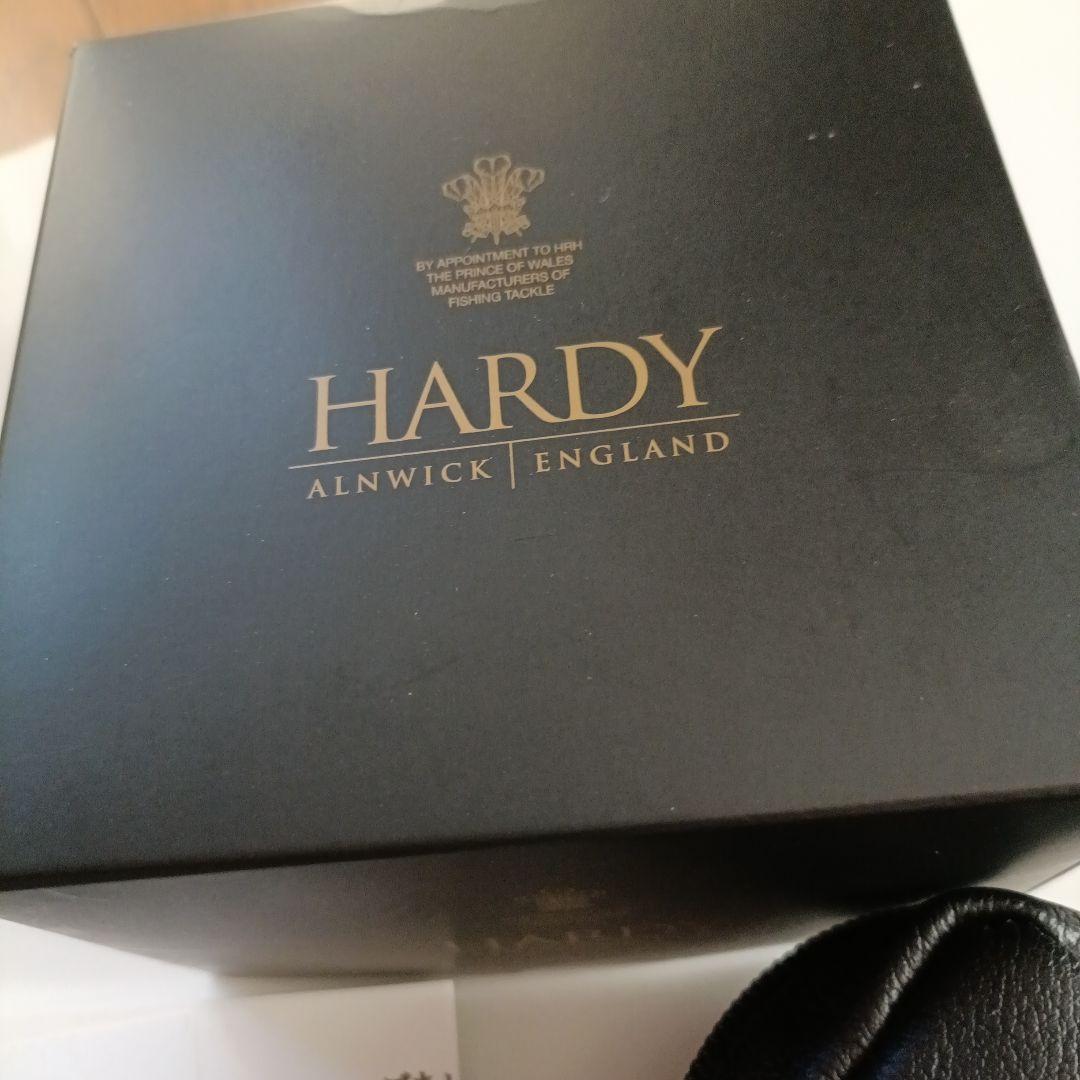 BY APPOINTMENT TO HRH
THE PRINCE OF WALES
MANUFACTURERS OF
FISHING TACKLE
HARDY
ALNWICK | ENGLAND